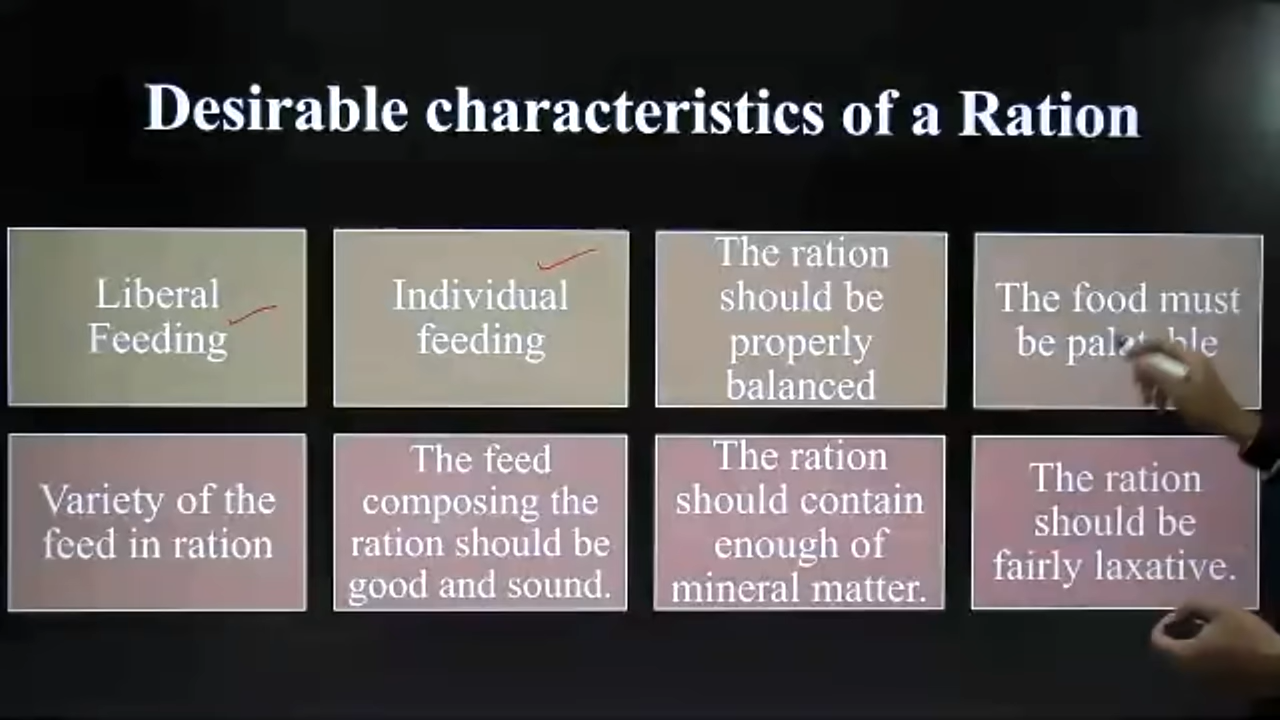 Desirable characteristics of a Ration
Liberal
Feeding
Individual
feeding
The ration
should be
properly
balanced
The food must
be palatable
Variety of the
feed in ration
The feed
composing the
ration should be
good and sound.
The ration
should contain
enough of
mineral matter.
The ration
should be
fairly laxative.